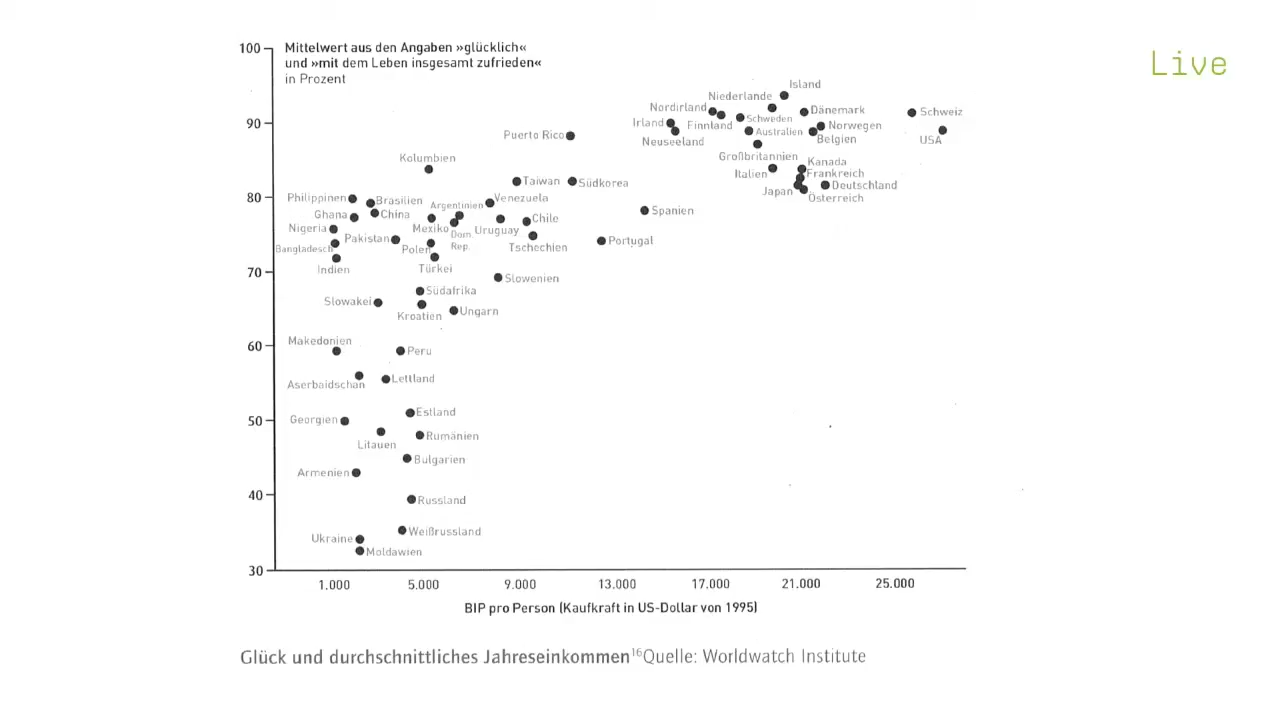 Mittelwert aus den Angaben »glücklich«
und »mit dem Leben insgesamt zufrieden«
in Prozent
Live
100
90
80
70
60
50
40
30
Island
Niederlande
Nordirland
Dänemark
Schweiz
Irland
Finnland
Schweden
Norwegen
Puerto Rico
Neuseeland
Australien
Belgien
USA
Kolumbien
Großbritannien
Kanada
Italien
Frankreich
Taiwan
Südkorea
Japan
Deutschland
Österreich
Philippinen
Brasilien
Venezuela
Argentinien
Ghana
China
Spanien
Chile
Nigeria
Mexiko
Dom.
Rep.
Uruguay
Pakistan
Polen
Tschechien
Portugal
Bangladesch
Indien
Türkei
Slowenien
Südafrika
Slowakei
Kroatien
Ungarn
Makedonien
Peru
Aserbaidschan
Lettland
Estland
Georgien
Rumänien
Litauen
Bulgarien
Armenien
Russland
Weißrussland
Ukraine
Moldawien
1.000 5.000 9.000 13.000 17.000 21.000 25.000
BIP pro Person (Kaufkraft in US-Dollar von 1995)
Glück und durchschnittliches Jahreseinkommen¹⁶Quelle: Worldwatch Institute